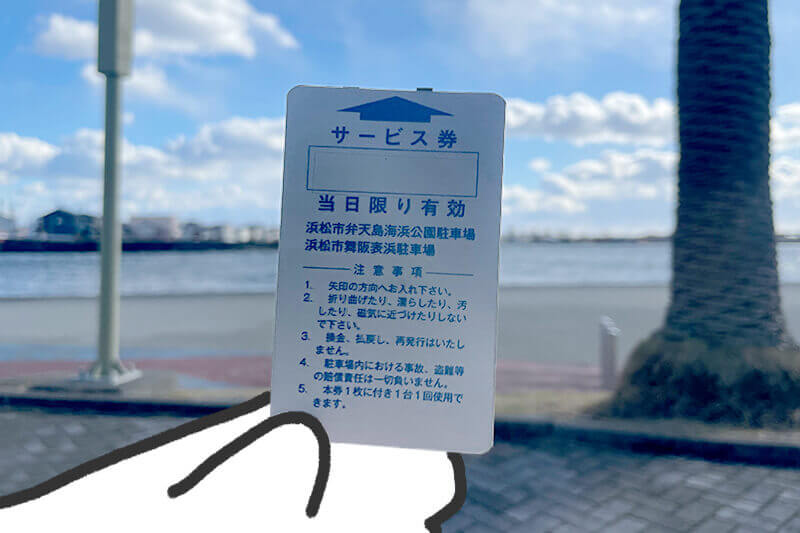 サービス券
当日限り有効
浜松市弁天島海浜公園駐車場
浜松市舞阪表浜駐車場
注意事項
1. 矢印の方向へお入れ下さい。
2. 折り曲げたり、濡らしたり、汚
したり、磁気に近づけたりしない
で下さい。
3. 換金、払戻し、再発行はいたし
ません。
4. 駐車場内における事故、盗難等
の賠償責任は一切負いません。
5. 本券1枚に付き1台1回使用で
きます。